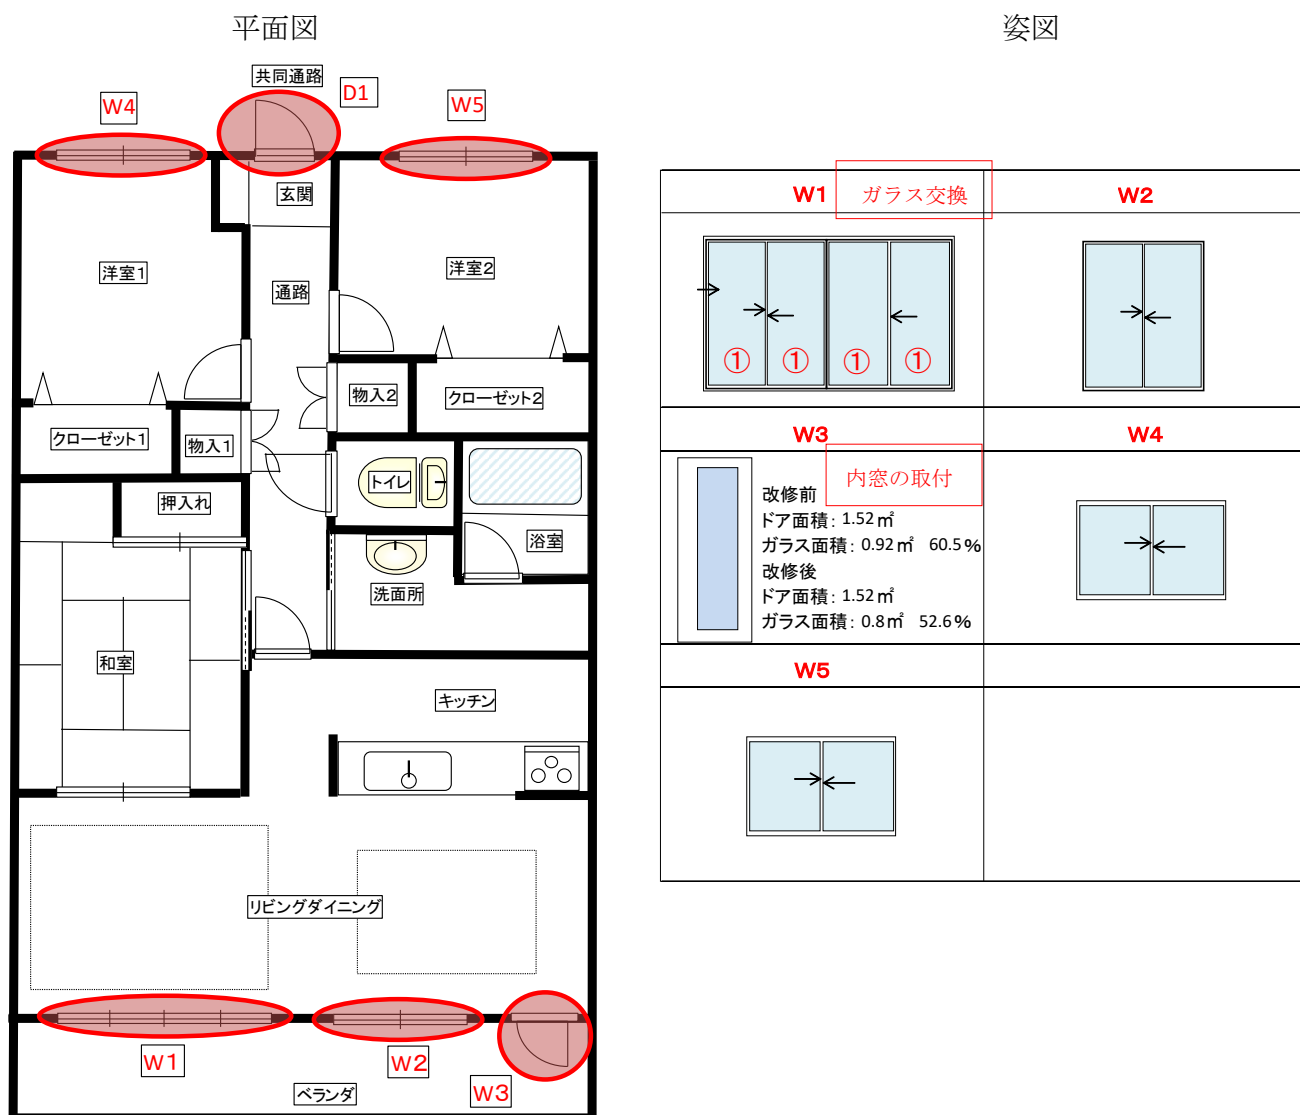 平面図
姿図
共同通路
D1
W4
W5
玄関
洋室1
洋室2
通路
物入2
クローゼット2
クローゼット1
物入1
トイレ
押入れ
浴室
洗面所
和室
キッチン
リビングダイニング
W1
W2
W3
ベランダ
W1
ガラス交換
W2
① ① ① ①
W3
W4
内窓の取付
改修前
ドア面積: 1.52㎡
ガラス面積: 0.92㎡ 60.5%
改修後
ドア面積: 1.52㎡
ガラス面積: 0.8㎡ 52.6%
W5